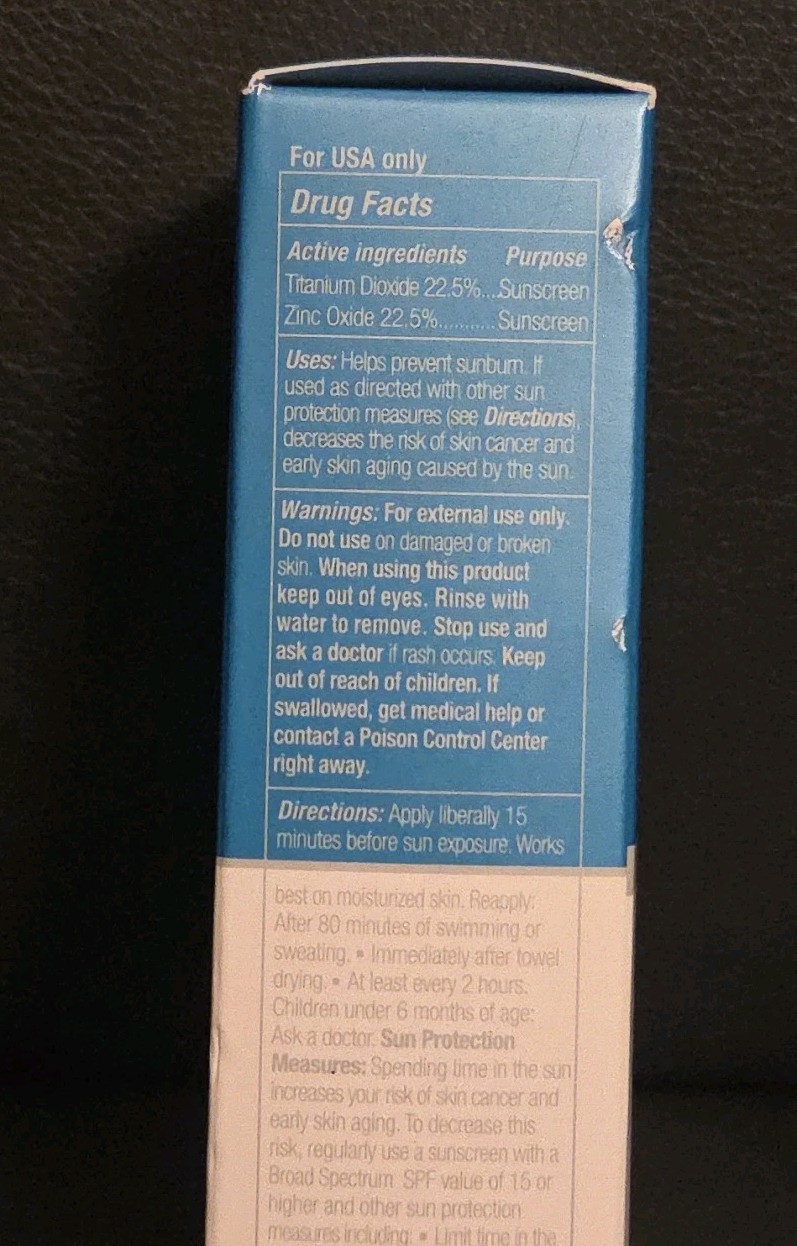 For USA only
Drug Facts
Active ingredients Purpose
Titanium Dioxide 22.5%...Sunscreen
Zinc Oxide 22.5%...........Sunscreen
Uses: Helps prevent sunburn. If
used as directed with other sun
protection measures (see Directions),
decreases the risk of skin cancer and
early skin aging caused by the sun.
Warnings: For external use only.
Do not use on damaged or broken
skin. When using this product
keep out of eyes. Rinse with
water to remove. Stop use and
ask a doctor if rash occurs. Keep
out of reach of children. If
swallowed, get medical help or
contact a Poison Control Center
right away.
Directions: Apply liberally 15
minutes before sun exposure. Works
best on moisturized skin. Reapply:
After 80 minutes of swimming or
sweating. • Immediately after towel
drying. • At least every 2 hours.
Children under 6 months of age:
Ask a doctor. Sun Protection
Measures: Spending time in the sun
increases your risk of skin cancer and
early skin aging. To decrease this
risk, regularly use a sunscreen with a
Broad Spectrum SPF value of 15 or
higher and other sun protection
measures including: • Limit time in the